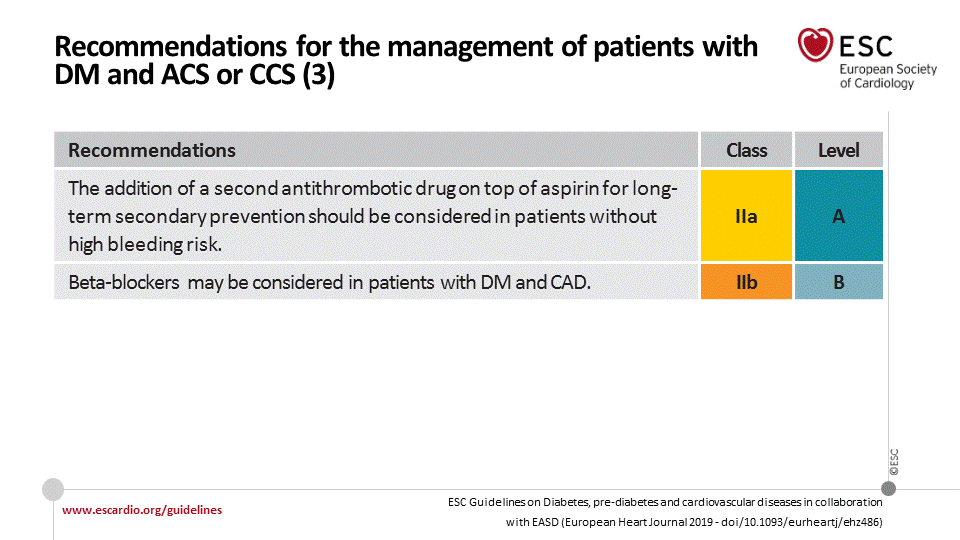 Recommendations for the management of patients with
DM and ACS or CCS (3)
ESC
European Society
of Cardiology
Recommendations Class Level
The addition of a second antithrombotic drug on top of aspirin for long-
term secondary prevention should be considered in patients without
high bleeding risk.
IIa A
Beta-blockers may be considered in patients with DM and CAD. IIb B
©ESC
www.escardio.org/guidelines
ESC Guidelines on Diabetes, pre-diabetes and cardiovascular diseases in collaboration
with EASD (European Heart Journal 2019 - doi/10.1093/eurheartj/ehz486)